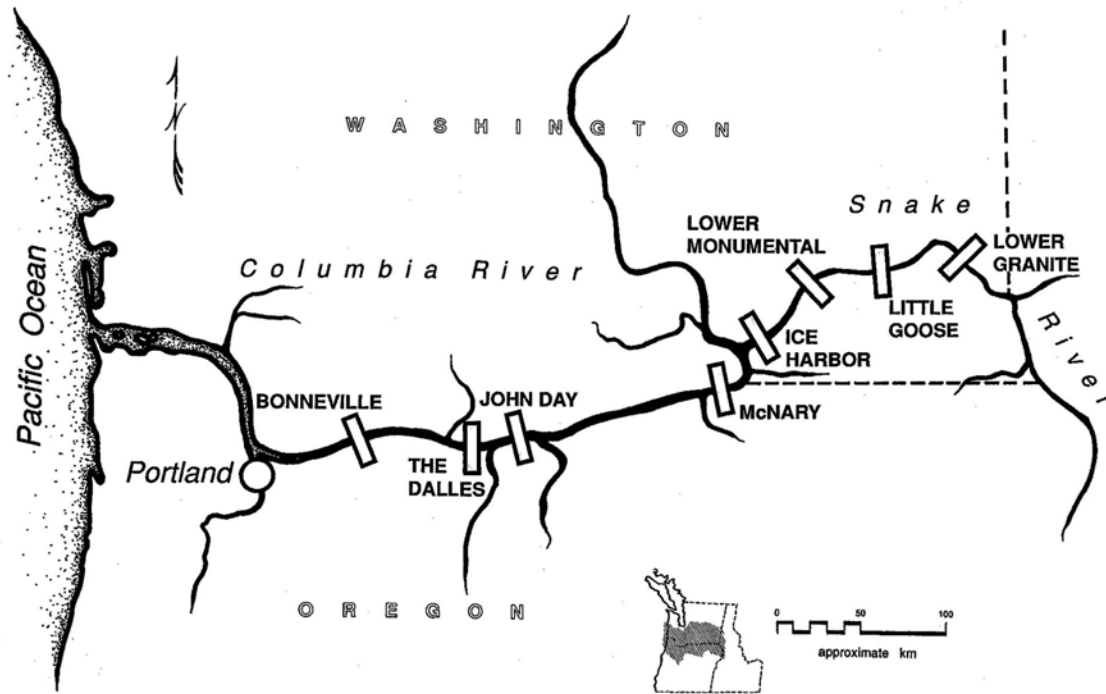 N
WASHINGTON
Snake
LOWER
MONUMENTAL
LOWER
GRANITE
Columbia River
Pacific Ocean
LITTLE
GOOSE
ICE
HARBOR
River
BONNEVILLE
JOHN DAY
McNARY
Portland
THE
DALLES
OREGON
0 50 100
approximate km